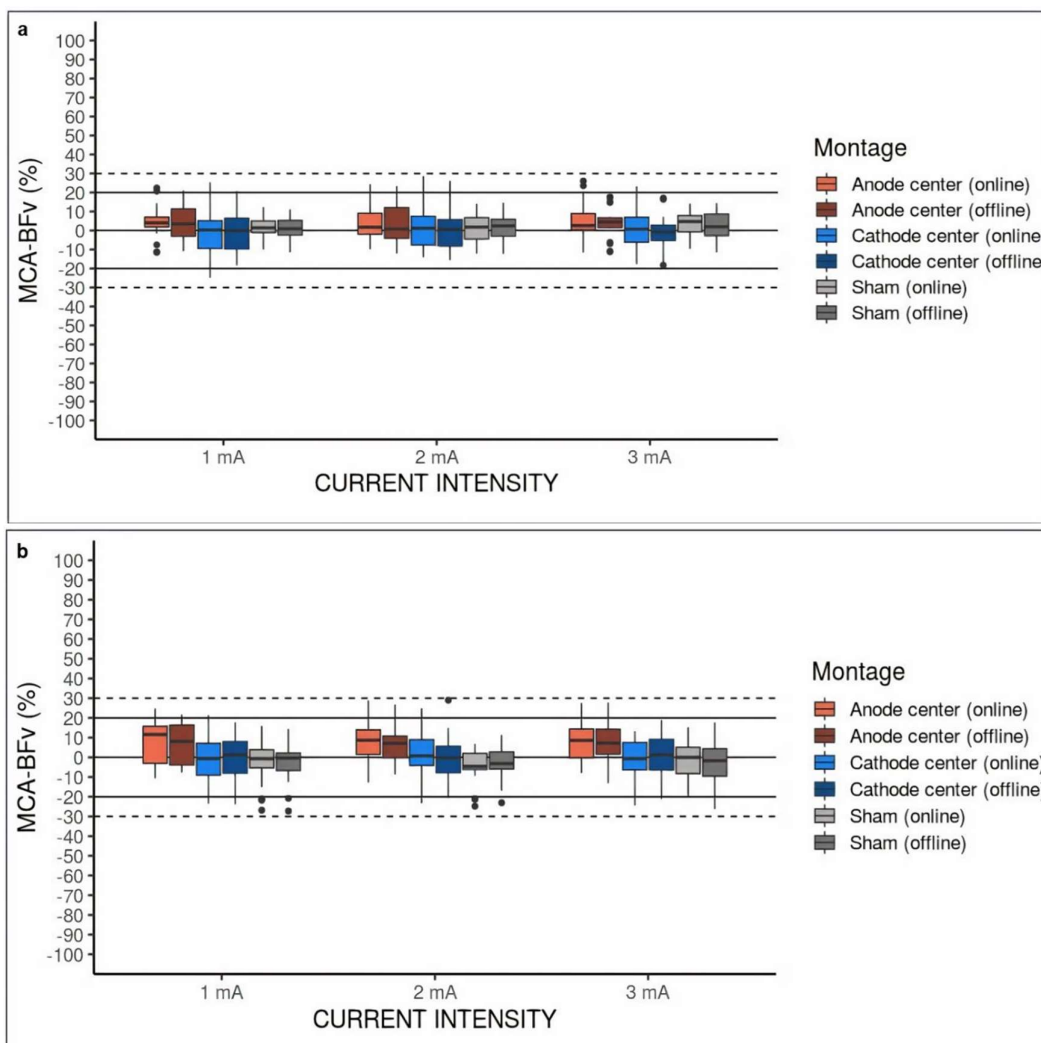 a
100
90
80
70
60
50
40
30
20
10
0
-10
-20
-30
-40
-50
-60
-70
-80
-90
-100
MCA-BFv (%)
1 mA
2 mA
3 mA
CURRENT INTENSITY
Montage
Anode center (online)
Anode center (offline)
Cathode center (online
Cathode center (offline)
Sham (online)
Sham (offline)
b
100
90
80
70
60
50
40
30
20
10
0
-10
-20
-30
-40
-50
-60
-70
-80
-90
-100
MCA-BFv (%)
1 mA
2 mA
3 mA
CURRENT INTENSITY
Montage
Anode center (online)
Anode center (offline)
Cathode center (online)
Cathode center (offline)
Sham (online)
Sham (offline)